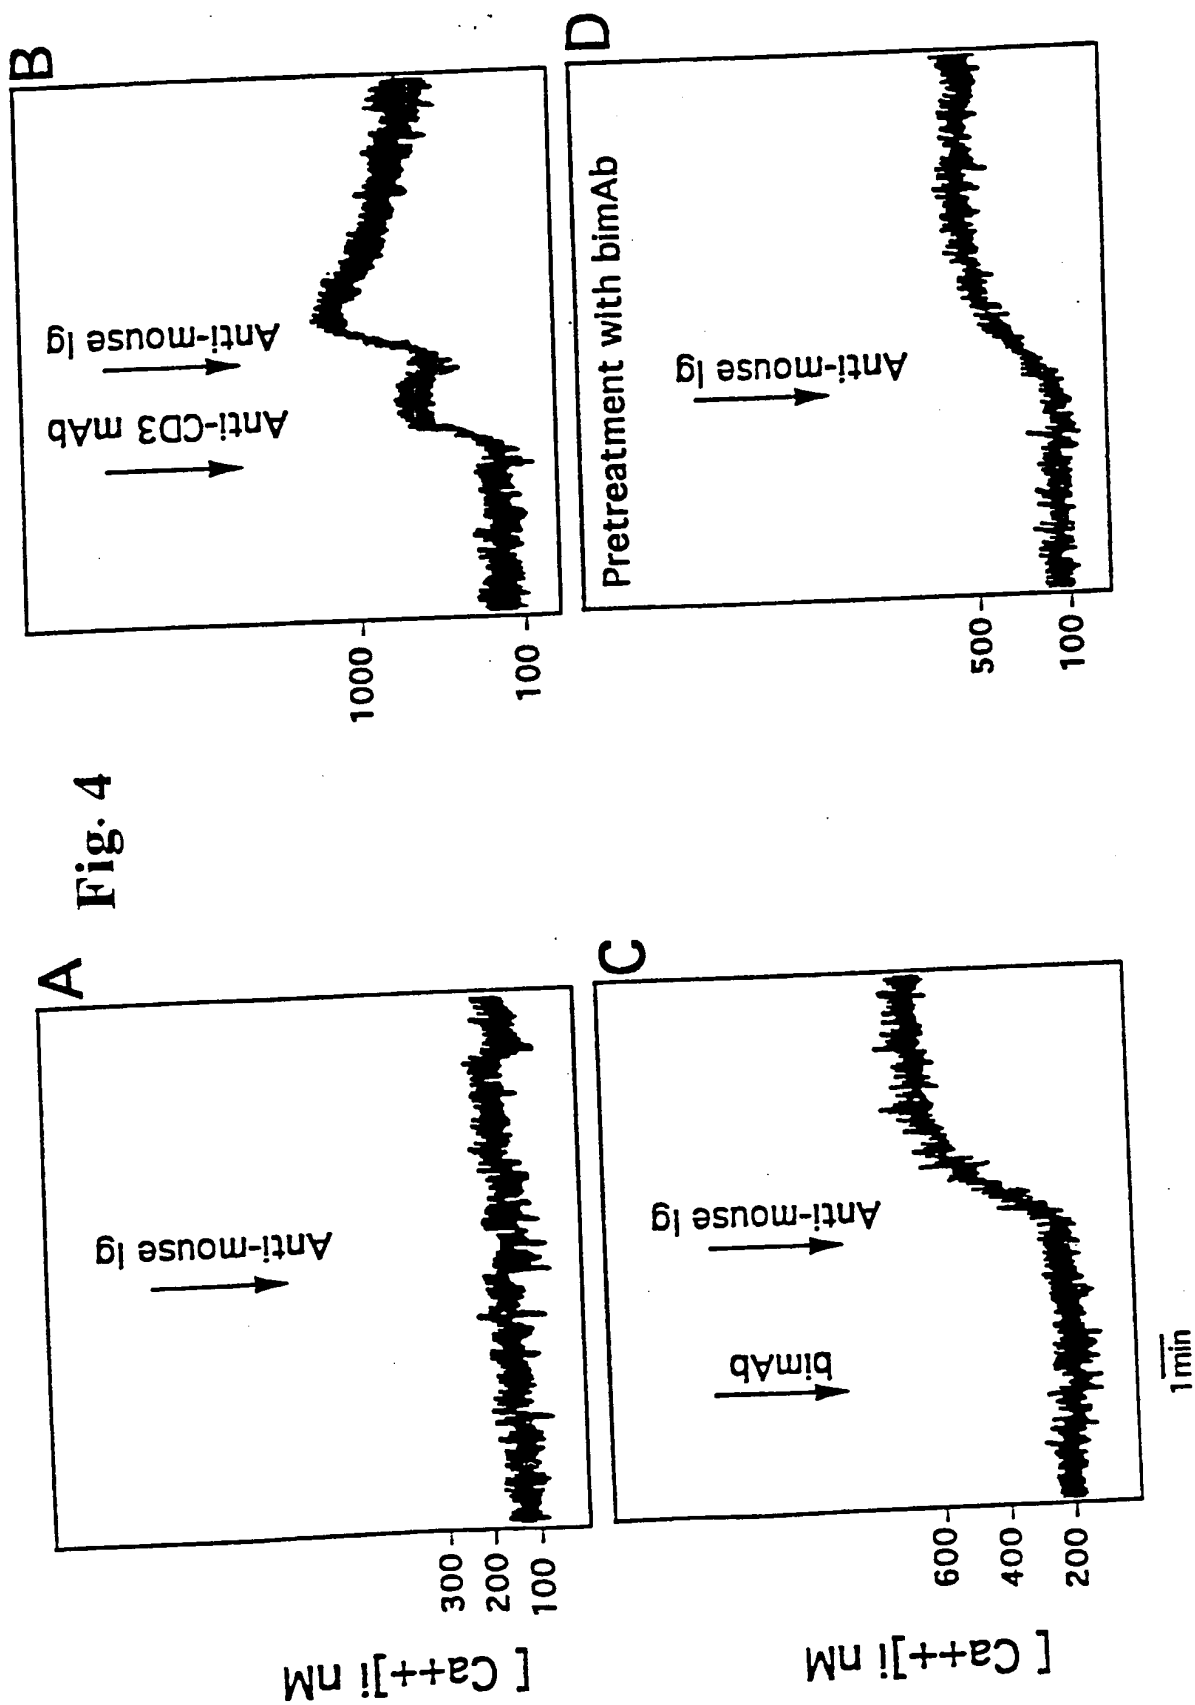 Fig. 4
A
Anti-mouse Ig
[ Ca++]i nM
300
200
100
B
Anti-CD3 mAb
Anti-mouse Ig
1000
100
C
bimAb
Anti-mouse Ig
[ Ca++]i nM
600
400
200
1min
D
Pretreatment with bimAb
Anti-mouse Ig
500
100